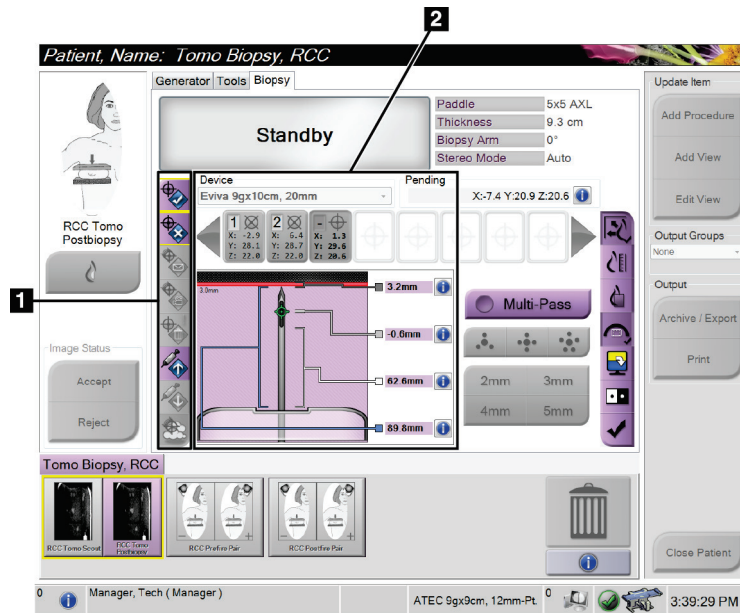 2
Patient, Name: Tomo Biopsy, RCC
Generator Tools Biopsy
Update Item
Standby
Paddle 5x5 AXL
Thickness 9.3 cm
Biopsy Arm 0°
Stereo Mode Auto
Add Procedure
Add View
Edit View
Device Pending
Eviva 9gx10cm, 20mm
X:-7.4 Y:20.9 Z:20.6
RCC Tomo
Postbiopsy
1 2 -
X: -2.9 X: 6.4 X: 1.3
Y: 28.1 Y: 28.7 Y: 29.6
Z: 22.0 Z: 22.0 Z: 20.6
Output Groups
None
Output
1
3.0mm
3.2mm
-0.6mm
62.6mm
89.8mm
Multi-Pass
2mm 3mm
4mm 5mm
Archive / Export
Print
Image Status
Accept
Reject
Tomo Biopsy, RCC
RCC Tomo Scout
RCC Tomo
Postbiopsy
RCC Prefire Pair
RCC Postfire Pair
Close Patient
0 Manager, Tech ( Manager ) ATEC 9gx9cm, 12mm-Pt. 0 3:39:29 PM